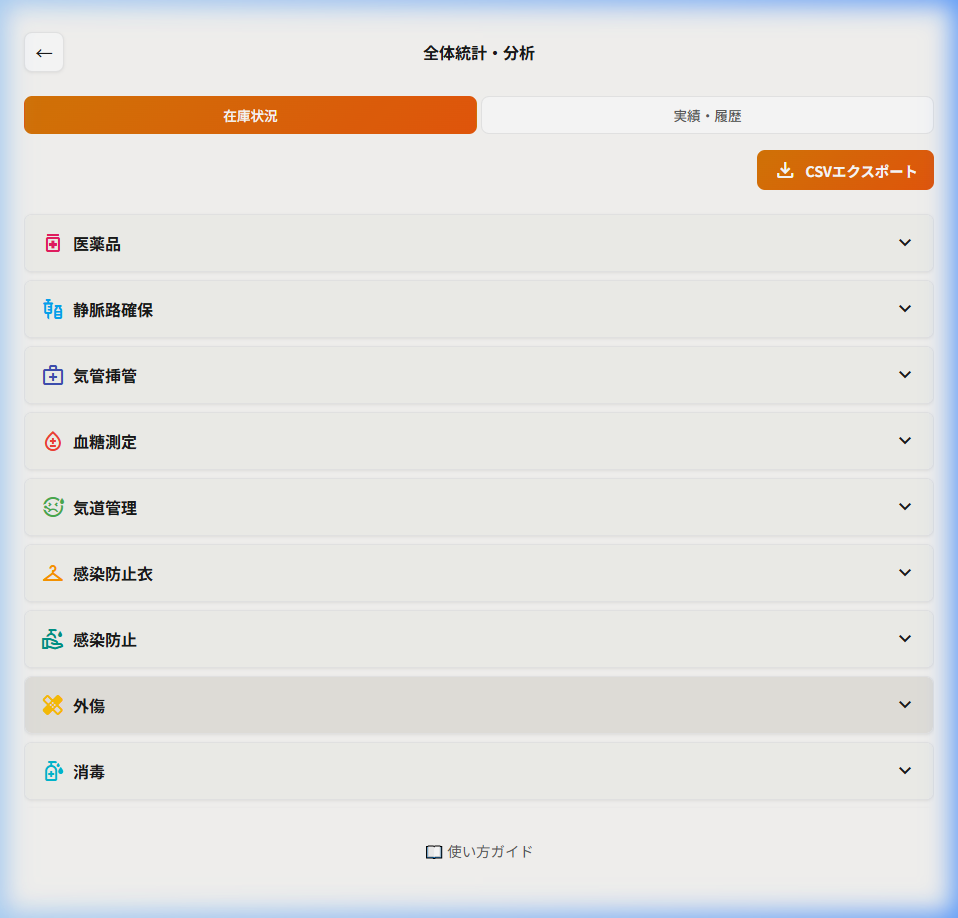 全体統計・分析
在庫状況
実績・履歴
CSVエクスポート
医薬品
静脈路確保
気管挿管
血糖測定
気道管理
感染防止衣
感染防止
外傷
消毒
使い方ガイド